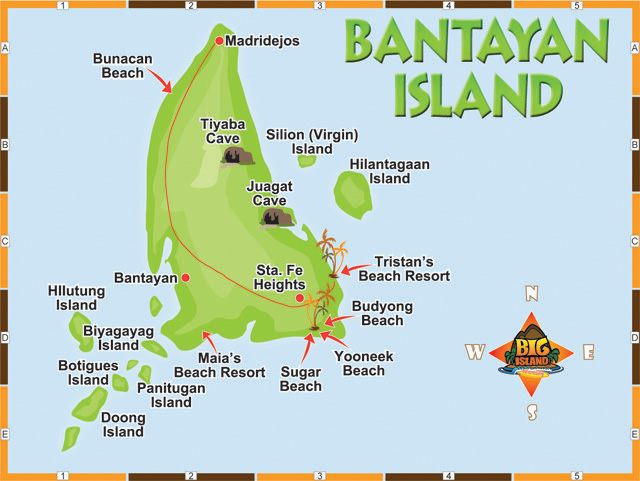 1 2 3 4 5
A A
BANTAYAN
ISLAND
Madridejos
Bunacan
Beach
Tiyaba
Cave
Silion (Virgin)
Island
B B
Hilantagaan
Island
Juagat
Cave
C C
Tristan's
Beach Resort
Sta. Fe
Heights
Bantayan
HIlutung
Island
Budyong
Beach
N
D D
Biyagayag
Island
W E
BIG
ISLAND
Maia's
Beach Resort
Sugar
Beach
Yooneek
Beach
Botigues
Island
Panitugan
Island
S
Doong
Island
E E
1 2 3 4 5